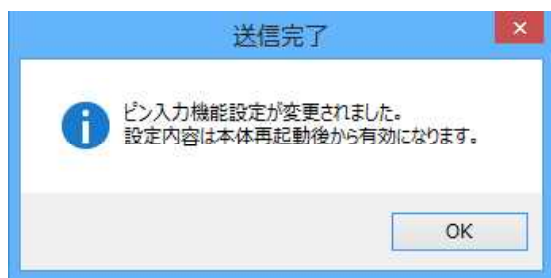 送信完了
ピン入力機能設定が変更されました。
設定内容は本体再起動後から有効になります。
OK